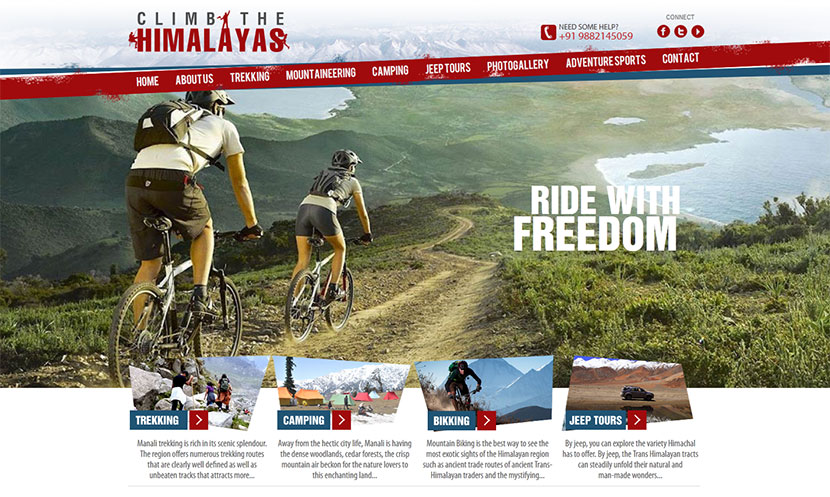 CLIMB THE
HIMALAYAS
NEED SOME HELP?
+91 9882145059
CONNECT
HOME ABOUT US TREKKING MOUNTAINEERING CAMPING JEEP TOURS PHOTOGALLERY ADVENTURE SPORTS CONTACT
RIDE WITH
FREEDOM
TREKKING
CAMPING
BIKKING
JEEP TOURS
Manali trekking is rich in its scenic splendour.
The region offers numerous trekking routes
that are clearly well defined as well as
unbeaten tracks that attracts more...
Away from the hectic city life, Manali is having
the dense woodlands, cedar forests, the crisp
mountain air beckon for the nature lovers to
this enchanting land...
Mountain Biking is the best way to see the
most exotic sights of the Himalayan region
such as ancient trade routes of ancient Trans-
Himalayan traders and the mystifying...
By jeep, you can explore the variety Himachal
has to offer. By jeep, the Trans Himalayan tracts
can steadily unfold their natural and
man-made wonders...